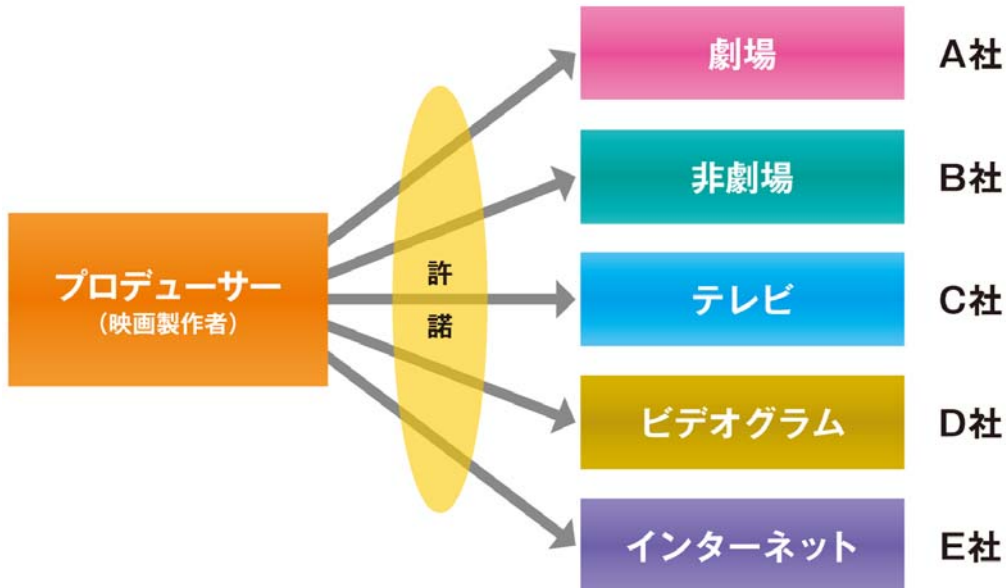 プロデューサー
（映画製作者）
許
諾
劇場
A社
非劇場
B社
テレビ
C社
ビデオグラム
D社
インターネット
E社